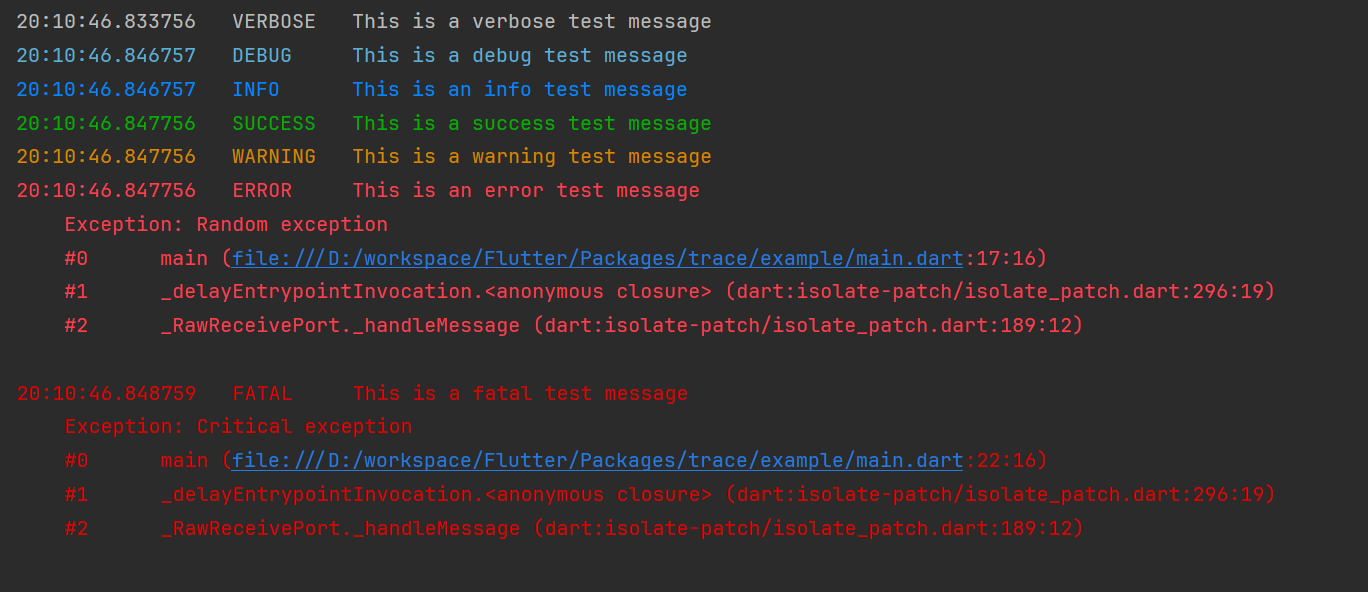 20:10:46.833756   VERBOSE   This is a verbose test message
20:10:46.846757   DEBUG     This is a debug test message
20:10:46.846757   INFO      This is an info test message
20:10:46.847756   SUCCESS   This is a success test message
20:10:46.847756   WARNING   This is a warning test message
20:10:46.847756   ERROR     This is an error test message
    Exception: Random exception
    #0      main (file:///D:/workspace/Flutter/Packages/trace/example/main.dart:17:16)
    #1      _delayEntrypointInvocation.<anonymous closure> (dart:isolate-patch/isolate_patch.dart:296:19)
    #2      _RawReceivePort._handleMessage (dart:isolate-patch/isolate_patch.dart:189:12)

20:10:46.848759   FATAL     This is a fatal test message
    Exception: Critical exception
    #0      main (file:///D:/workspace/Flutter/Packages/trace/example/main.dart:22:16)
    #1      _delayEntrypointInvocation.<anonymous closure> (dart:isolate-patch/isolate_patch.dart:296:19)
    #2      _RawReceivePort._handleMessage (dart:isolate-patch/isolate_patch.dart:189:12)